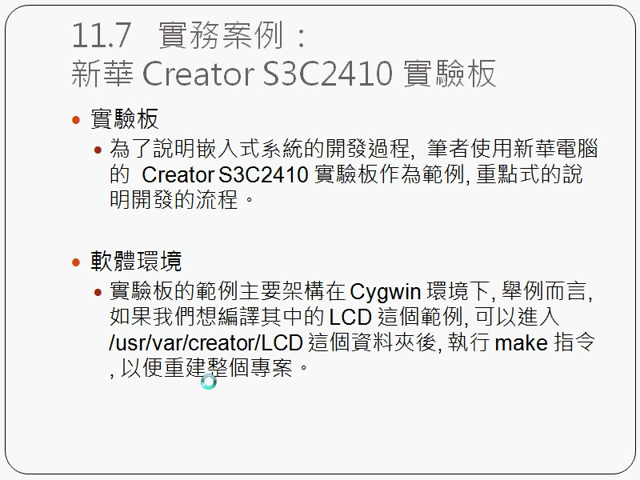 11.7 實務案例：
新華 Creator S3C2410 實驗板
實驗板
為了說明嵌入式系統的開發過程, 筆者使用新華電腦
的 Creator S3C2410 實驗板作為範例, 重點式的說
明開發的流程。
軟體環境
實驗板的範例主要架構在 Cygwin 環境下, 舉例而言,
如果我們想編譯其中的 LCD 這個範例, 可以進入
/usr/var/creator/LCD 這個資料夾後, 執行 make 指令
, 以便重建整個專案。